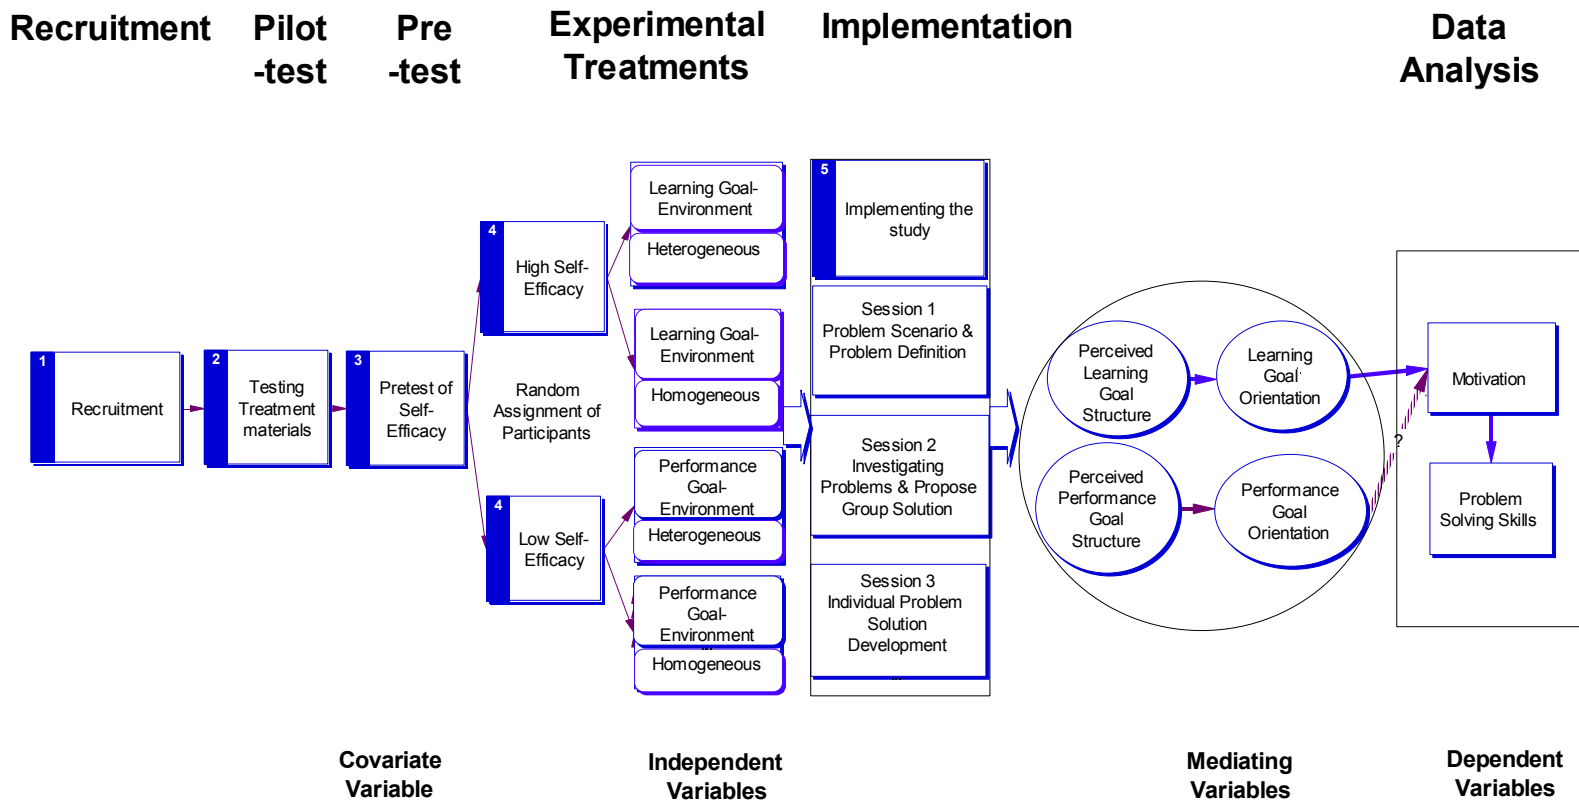 Recruitment
Pilot
-test
Pre
-test
Experimental
Treatments
Implementation
Data
Analysis
1
Recruitment
2
Testing
Treatment
materials
3
Pretest of
Self-
Efficacy
4
High Self-
Efficacy
Random
Assignment of
Participants
4
Low Self-
Efficacy
Learning Goal-
Environment
Heterogeneous
Learning Goal-
Environment
Homogeneous
Performance
Goal-
Environment
Heterogeneous
Performance
Goal-
Environment
...
Homogeneous
5
Implementing the
study
Session 1
Problem Scenario &
Problem Definition
Session 2
Investigating
Problems & Propose
Group Solution
Session 3
Individual Problem
Solution
Development
...
Perceived
Learning
Goal
Structure
Learning
Goal
Orientation
Perceived
Performance
Goal
Structure
Performance
Goal
Orientation
?
Motivation
Problem
Solving Skills
Covariate
Variable
Independent
Variables
Mediating
Variables
Dependent
Variables